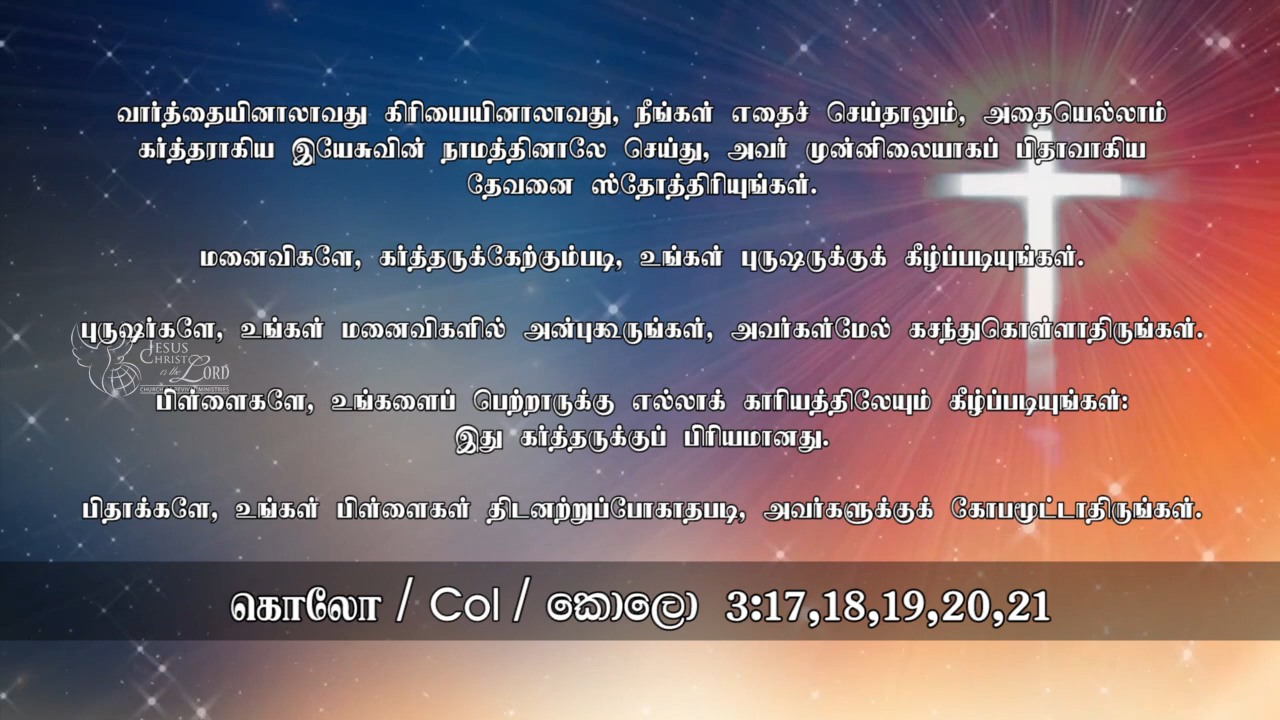 வார்த்தையினாலாவது கிரியையினாலாவது, நீங்கள் எதைச் செய்தாலும், அதையெல்லாம்
கர்த்தராகிய இயேசுவின் நாமத்தினாலே செய்து, அவர் முன்னிலையாகப் பிதாவாகிய
தேவனை ஸ்தோத்திரியுங்கள்.
மனைவிகளே, கர்த்தருக்கேற்கும்படி, உங்கள் புருஷருக்குக் கீழ்ப்படியுங்கள்.
புருஷர்களே, உங்கள் மனைவிகளில் அன்புகூருங்கள், அவர்கள்மேல் கசந்துகொள்ளாதிருங்கள்.
JESUS
CHRIST
is the LORD
CHURCH REVIVAL MINISTRIES
பிள்ளைகளே, உங்களைப் பெற்றாருக்கு எல்லாக் காரியத்திலேயும் கீழ்ப்படியுங்கள்:
இது கர்த்தருக்குப் பிரியமானது.
பிதாக்களே, உங்கள் பிள்ளைகள் திடனற்றுப்போகாதபடி, அவர்களுக்குக் கோபமூட்டாதிருங்கள்.
கொலோ / Col / කොලො 3:17,18,19,20,21